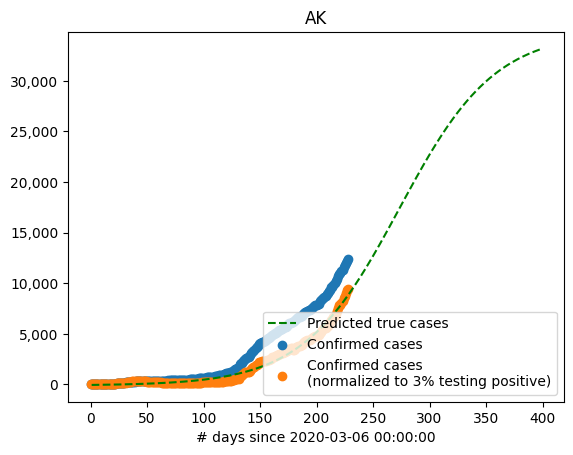 AK
30,000
25,000
20,000
15,000
10,000
5,000
0
Predicted true cases
Confirmed cases
Confirmed cases
(normalized to 3% testing positive)
0 50 100 150 200 250 300 350 400
# days since 2020-03-06 00:00:00